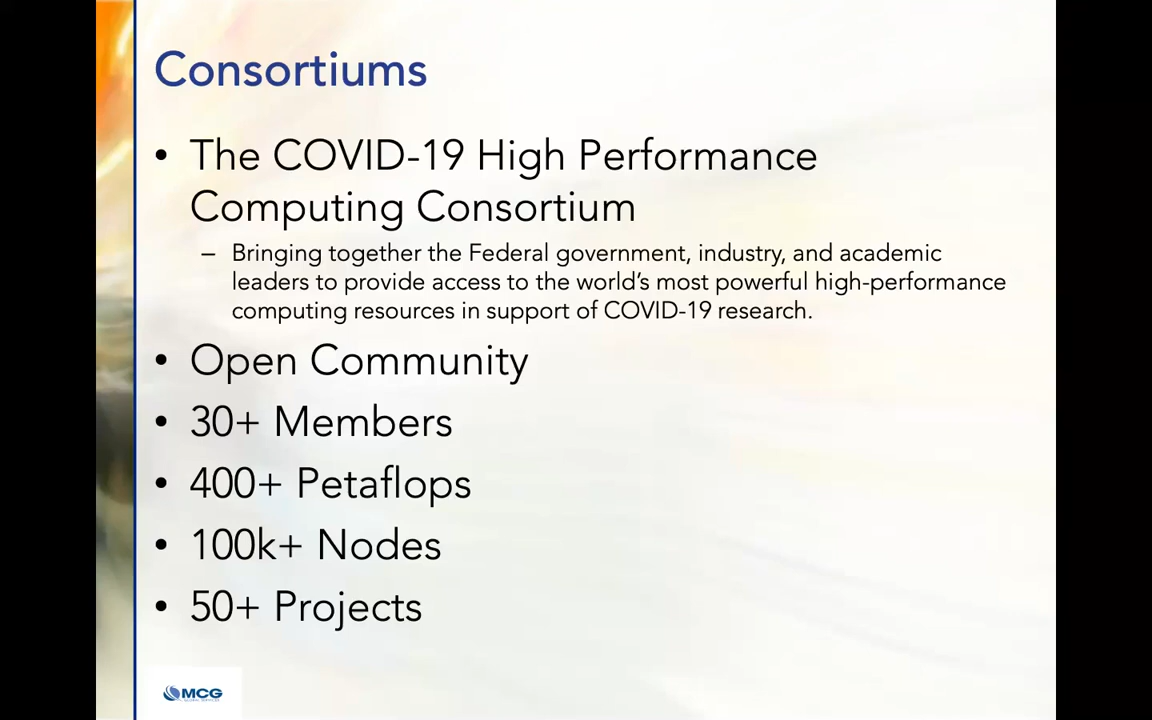 Consortiums
• The COVID-19 High Performance
Computing Consortium
– Bringing together the Federal government, industry, and academic
leaders to provide access to the world’s most powerful high-performance
computing resources in support of COVID-19 research.
• Open Community
• 30+ Members
• 400+ Petaflops
• 100k+ Nodes
• 50+ Projects
MCG